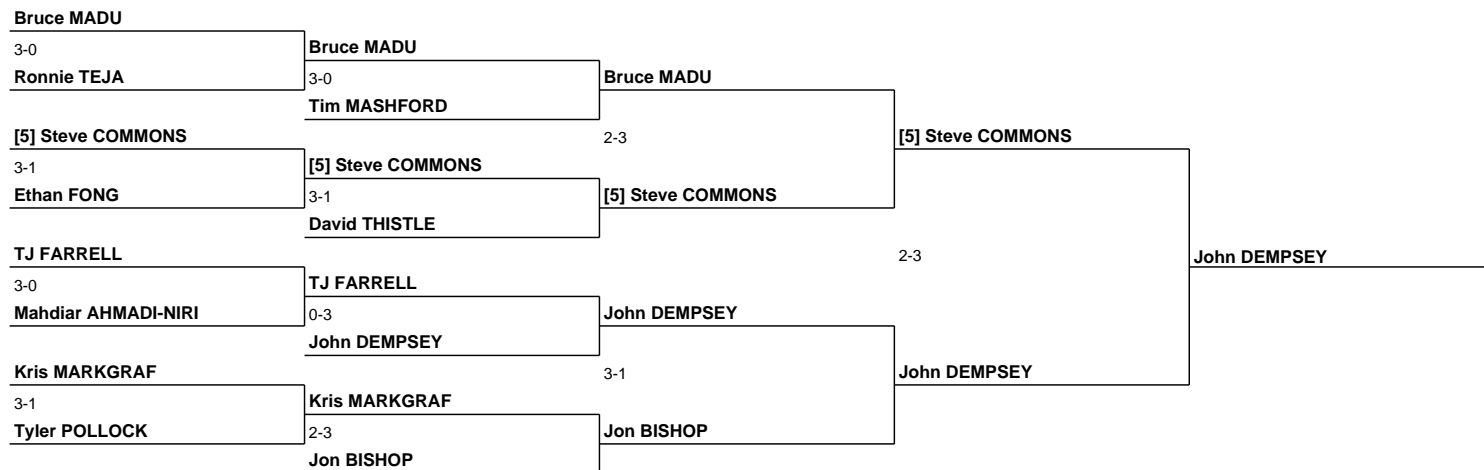 Bruce MADU
3-0
Ronnie TEJA
[5] Steve COMMONS
3-1
Ethan FONG
TJ FARRELL
3-0
Mahdiar AHMADI-NIRI
Kris MARKGRAF
3-1
Tyler POLLOCK
Bruce MADU
3-0
Tim MASHFORD
[5] Steve COMMONS
3-1
David THISTLE
TJ FARRELL
0-3
John DEMPSEY
Kris MARKGRAF
2-3
Jon BISHOP
Bruce MADU
2-3
[5] Steve COMMONS
John DEMPSEY
3-1
Jon BISHOP
[5] Steve COMMONS
2-3
John DEMPSEY
John DEMPSEY